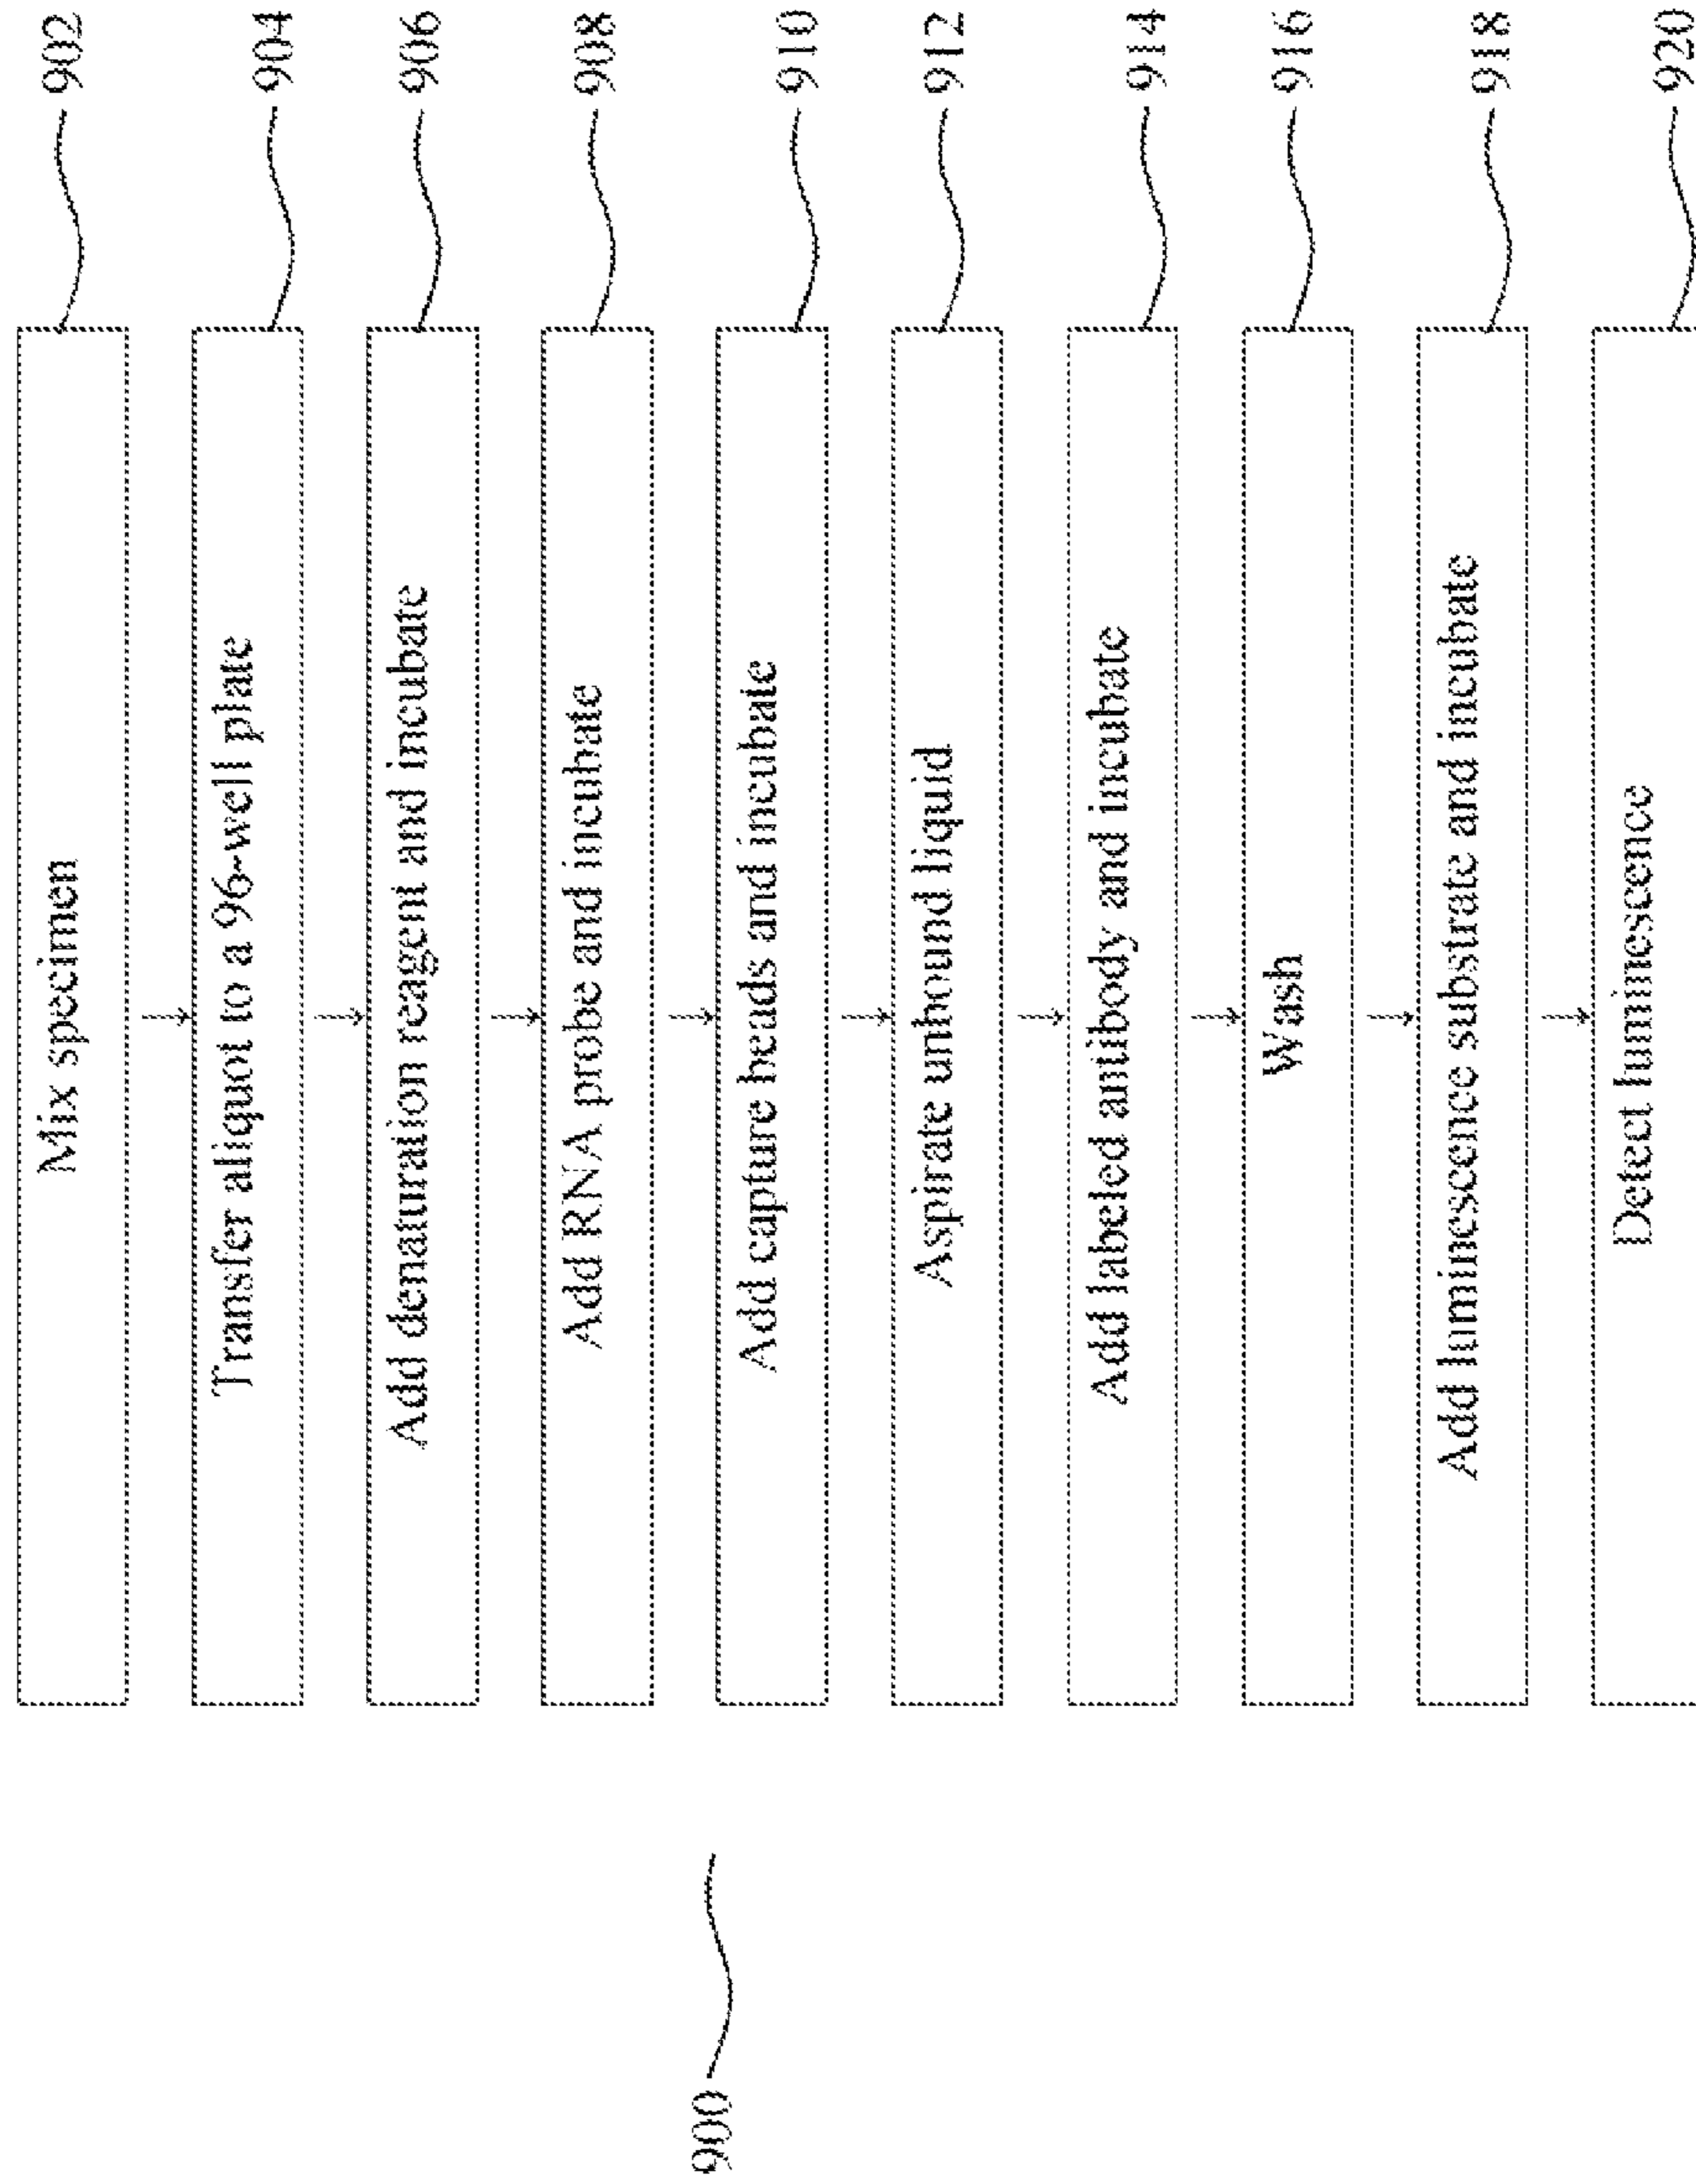 Mix specimen 902
Transfer aliquot to a 96-well plate 904
Add denaturation reagent and incubate 906
Add RNA probe and incubate 908
Add capture beads and incubate 910
Aspirate unbound liquid 912
Add labeled antibody and incubate 914
Wash 916
Add luminescence substrate and incubate 918
Detect luminescence 920
900